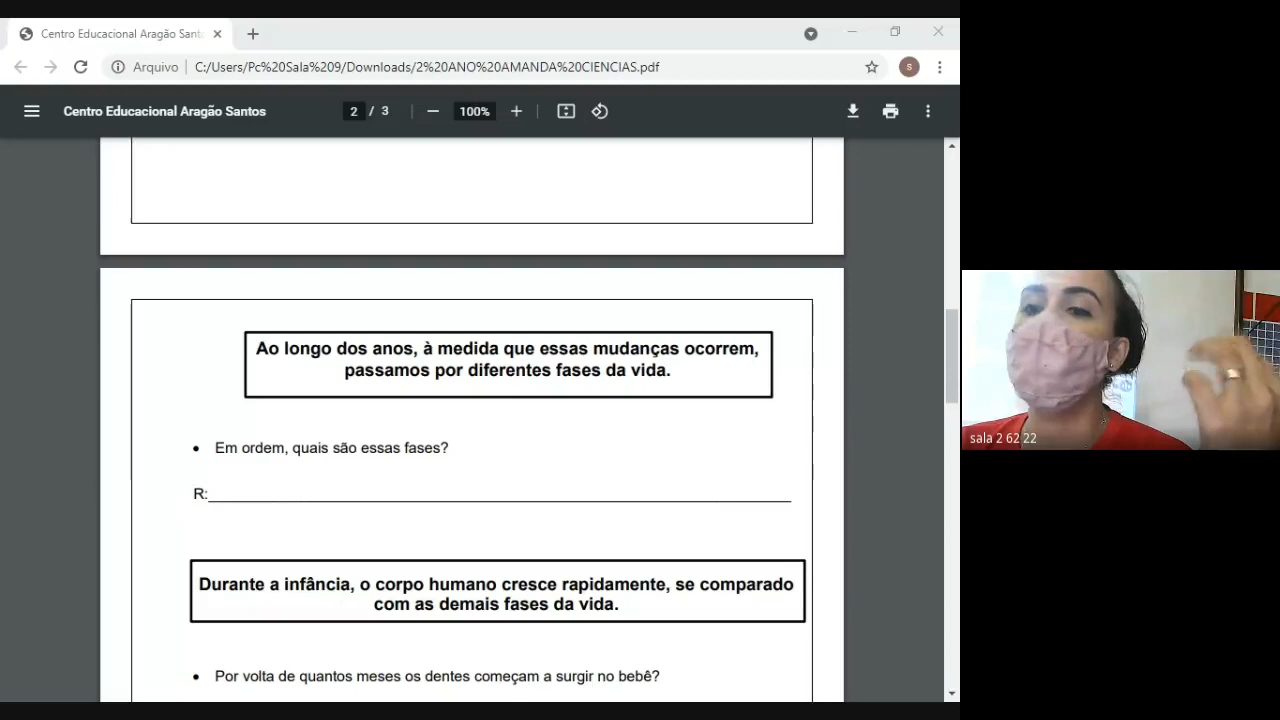 Centro Educacional Aragão Sant
Arquivo
C:/Users/Pc%20Sala%209/Downloads/2%20ANO%20AMANDA%20CIENCIAS.pdf
S
Centro Educacional Aragão Santos
2 / 3
100%
Ao longo dos anos, à medida que essas mudanças ocorrem,
passamos por diferentes fases da vida.
• Em ordem, quais são essas fases?
R:
Durante a infância, o corpo humano cresce rapidamente, se comparado
com as demais fases da vida.
• Por volta de quantos meses os dentes começam a surgir no bebê?
sala 2 62 22